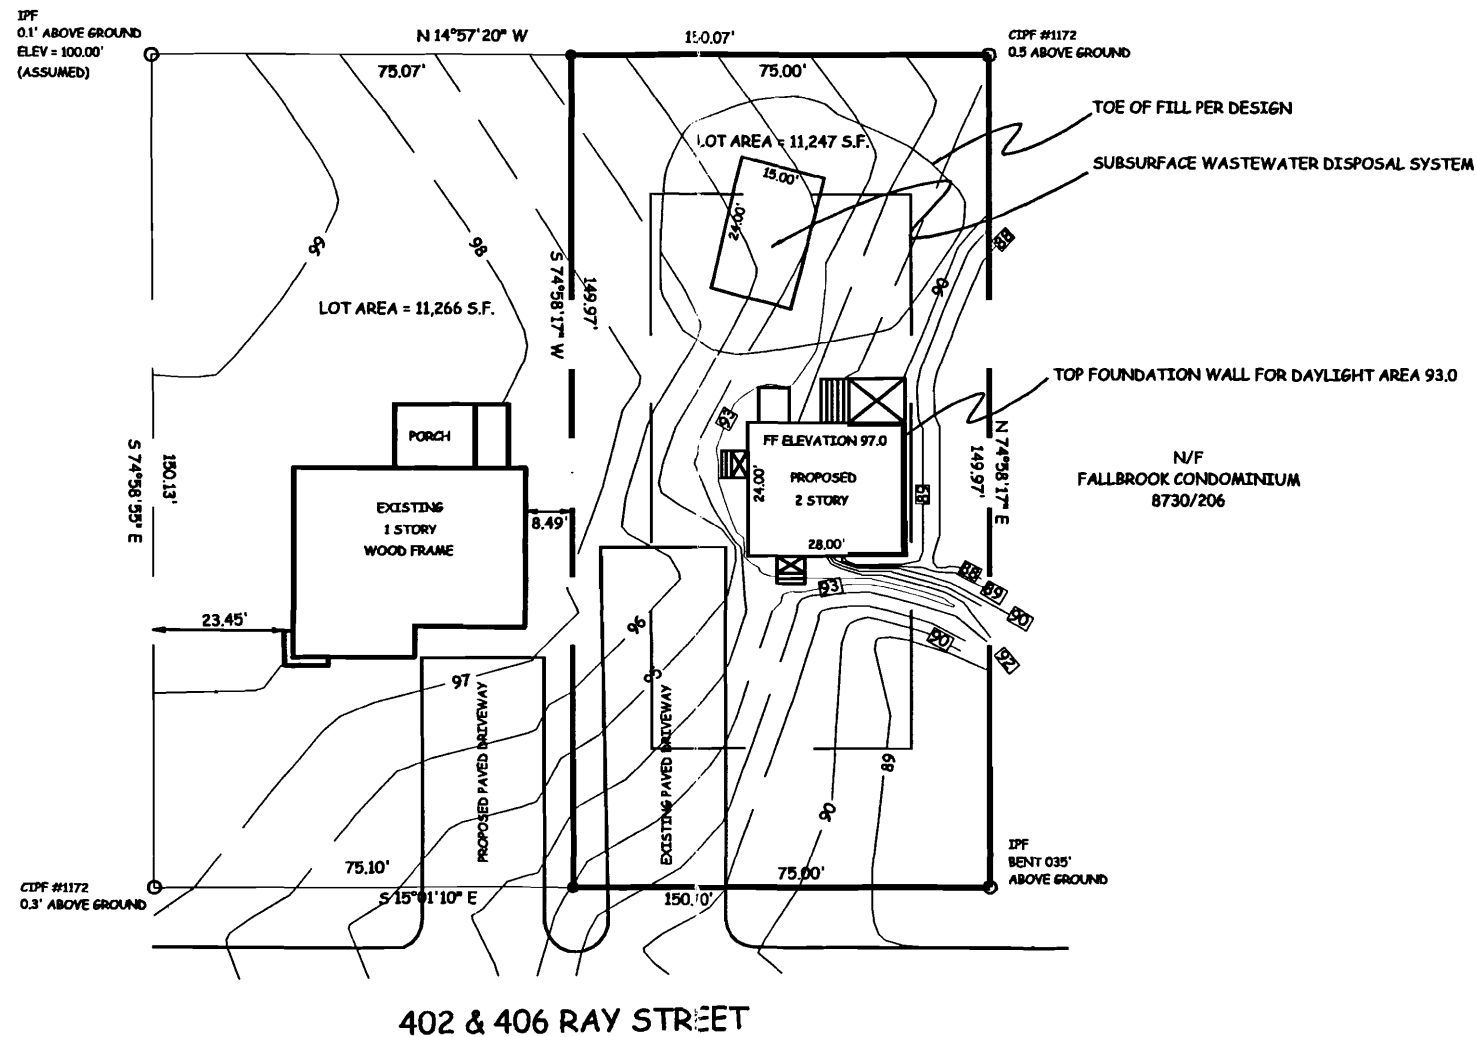 IPF
0.1' ABOVE GROUND
ELEV = 100.00'
(ASSUMED)
N 14°57'20" W
150.07'
CIPF #1172
0.5 ABOVE GROUND
75.07'
75.00'
TOE OF FILL PER DESIGN
LOT AREA = 11,247 S.F.
SUBSURFACE WASTEWATER DISPOSAL SYSTEM
15.00'
24.00'
99
98
88
90
S 74°58'17" W
149.97'
LOT AREA = 11,266 S.F.
TOP FOUNDATION WALL FOR DAYLIGHT AREA 93.0
93
PORCH
FF ELEVATION 97.0
N 74°58'17" E
149.97'
N/F
FALLBROOK CONDOMINIUM
8730/206
S 74°58'55" E
150.13'
24.00'
PROPOSED
2 STORY
89
EXISTING
1 STORY
WOOD FRAME
8.49'
28.00'
93
88
89
90
90
92
23.45'
96
95
97
PROPOSED PAVED DRIVEWAY
EXISTING PAVED DRIVEWAY
89
90
75.10'
75.00'
IPF
BENT 035'
ABOVE GROUND
CIPF #1172
0.3' ABOVE GROUND
S 15°01'10" E
150.10'
402 & 406 RAY STREET